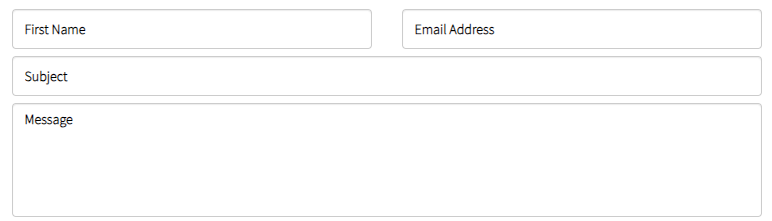 First Name
Email Address
Subject
Message